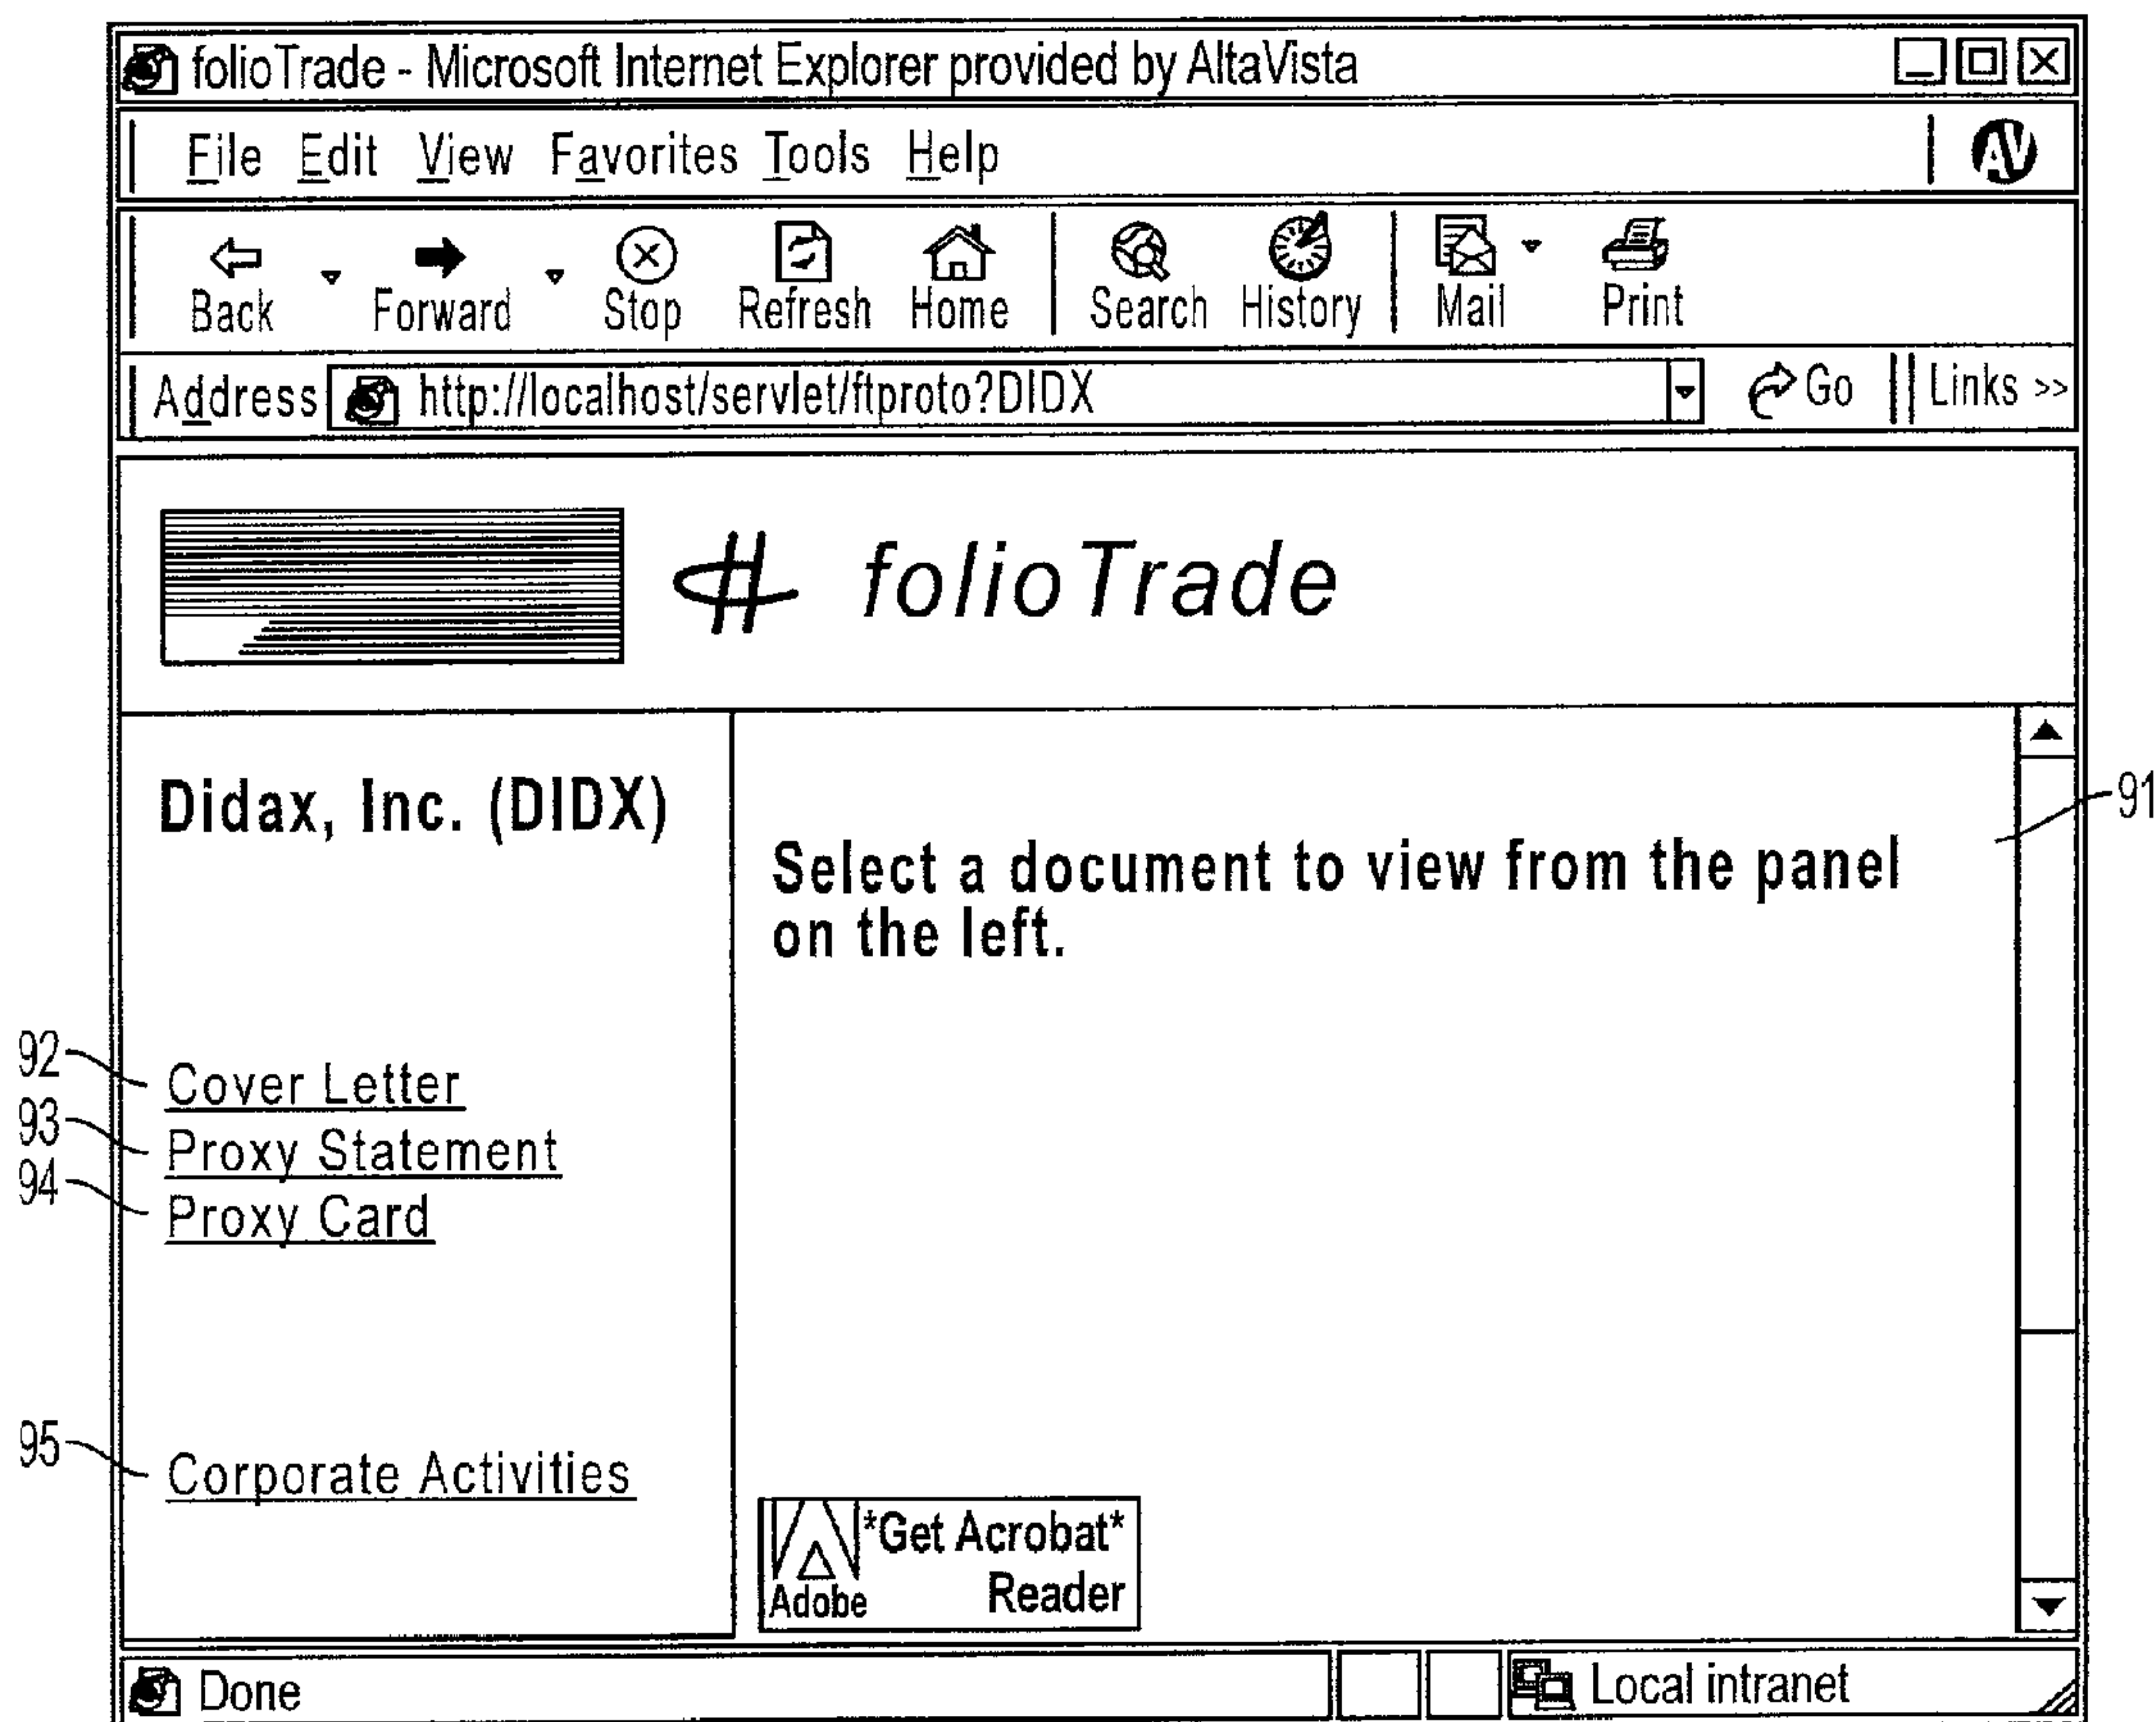 folioTrade - Microsoft Internet Explorer provided by AltaVista
File Edit View Favorites Tools Help
AV
Back Forward Stop Refresh Home Search History Mail Print
Address http://localhost/servlet/ftproto?DIDX Go Links >>
folioTrade
Didax, Inc. (DIDX)
91
Select a document to view from the panel
on the left.
92 Cover Letter
93 Proxy Statement
94 Proxy Card
95 Corporate Activities
*Get Acrobat*
Adobe Reader
Done Local intranet